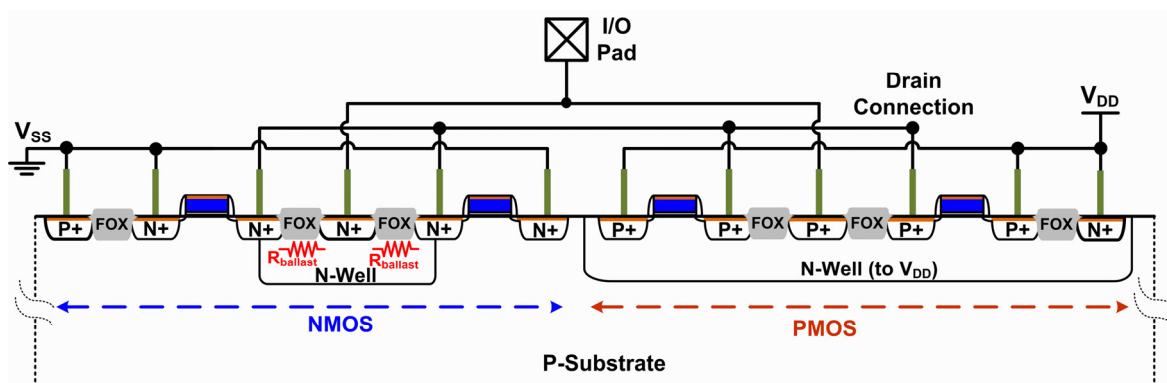 I/O
Pad
Drain
Connection
VDD
VSS
P+ FOX N+ N+ FOX N+ FOX N+ N+ P+ P+ FOX P+ FOX P+ P+ FOX N+
Rballast Rballast
N-Well
N-Well (to VDD)
NMOS
PMOS
P-Substrate